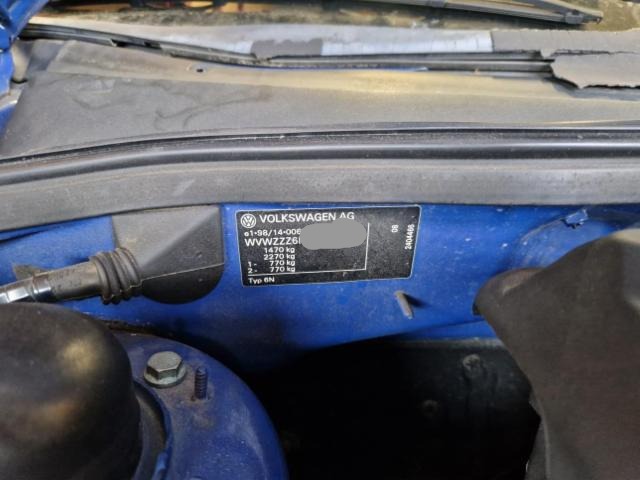 VOLKSWAGEN AG
e1*98/14*006
WVWZZZ6
1470 kg
2270 kg
1 - 770 kg
2 - 770 kg
Typ 6N
08
2404466